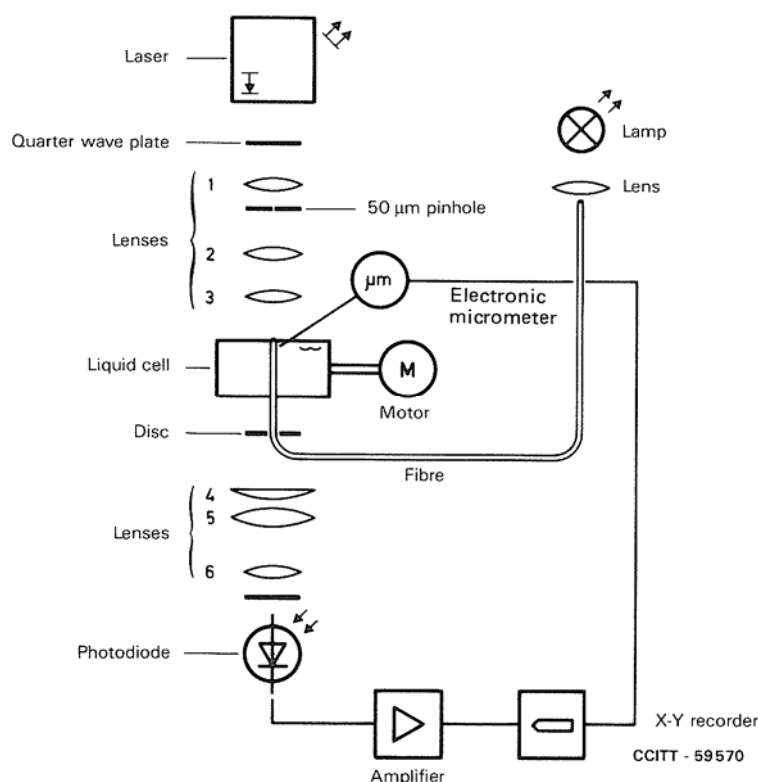 Laser
Quarter wave plate
Lamp
Lens
1
50 µm pinhole
Lenses
2
3
µm
Electronic
micrometer
Liquid cell
M
Motor
Disc
Fibre
4
5
Lenses
6
Photodiode
X-Y recorder
CCITT - 59570
Amplifier